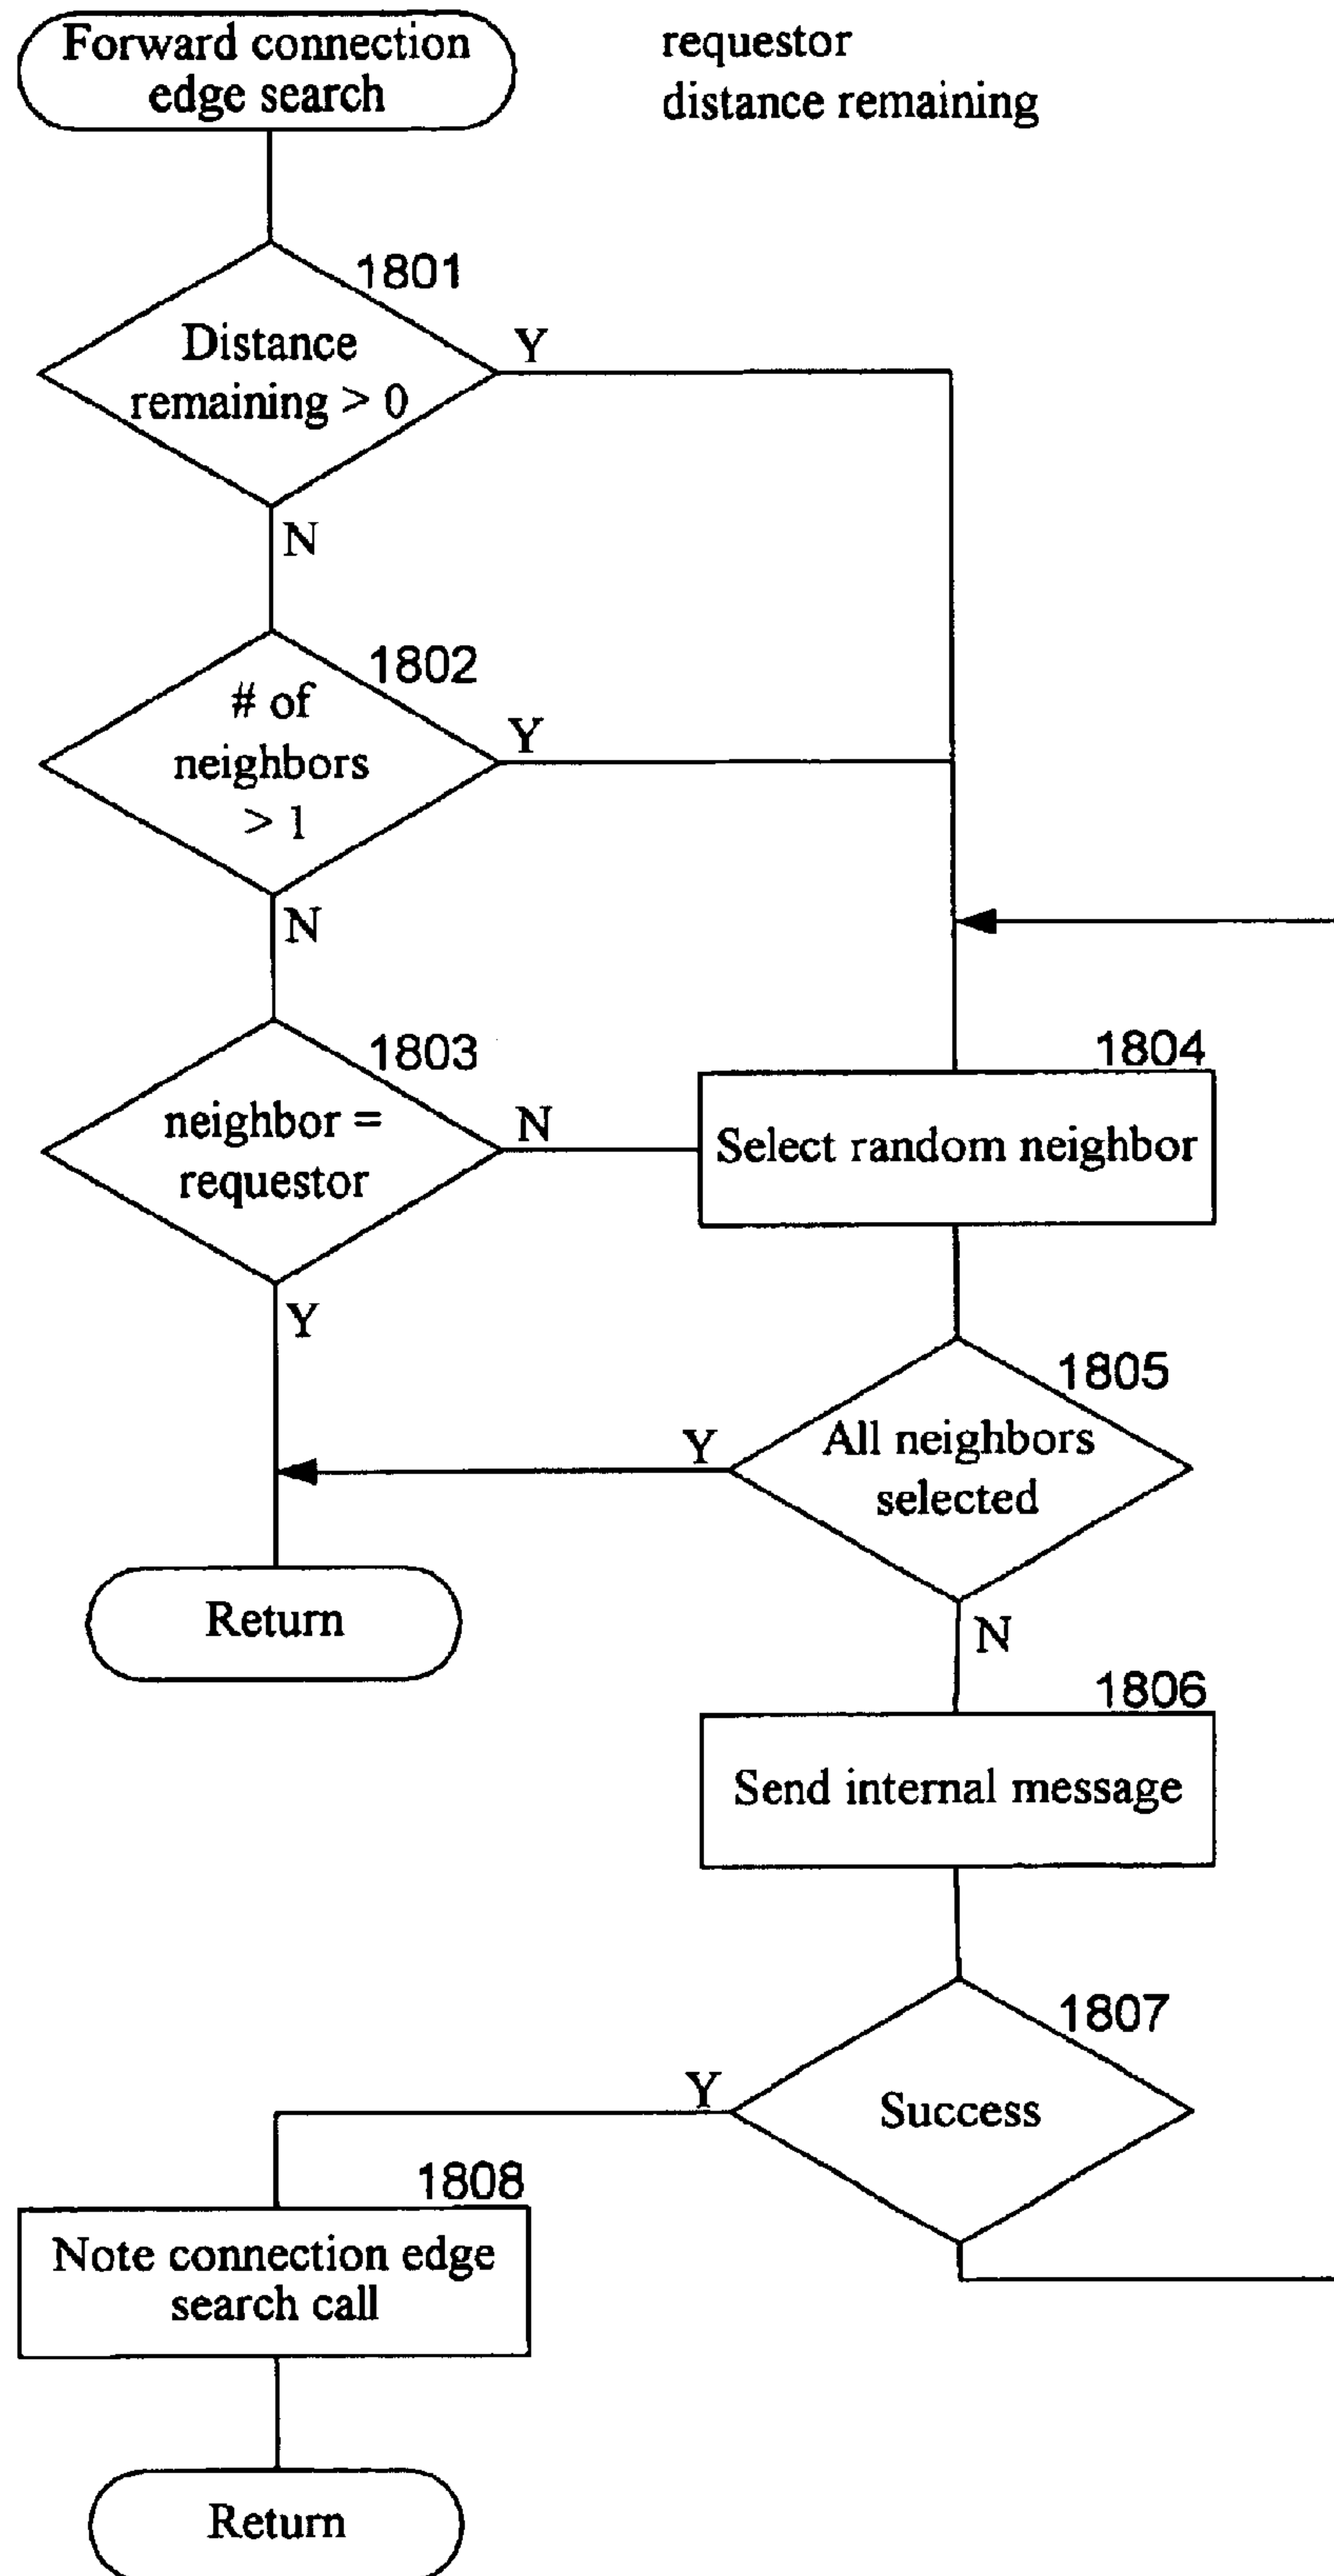 Forward connection
edge search
requestor
distance remaining
1801
Distance
remaining > 0
Y
N
1802
# of
neighbors
> 1
Y
N
1803
neighbor =
requestor
N
Y
1804
Select random neighbor
1805
All neighbors
selected
Y
N
Return
1806
Send internal message
1807
Success
Y
1808
Note connection edge
search call
Return